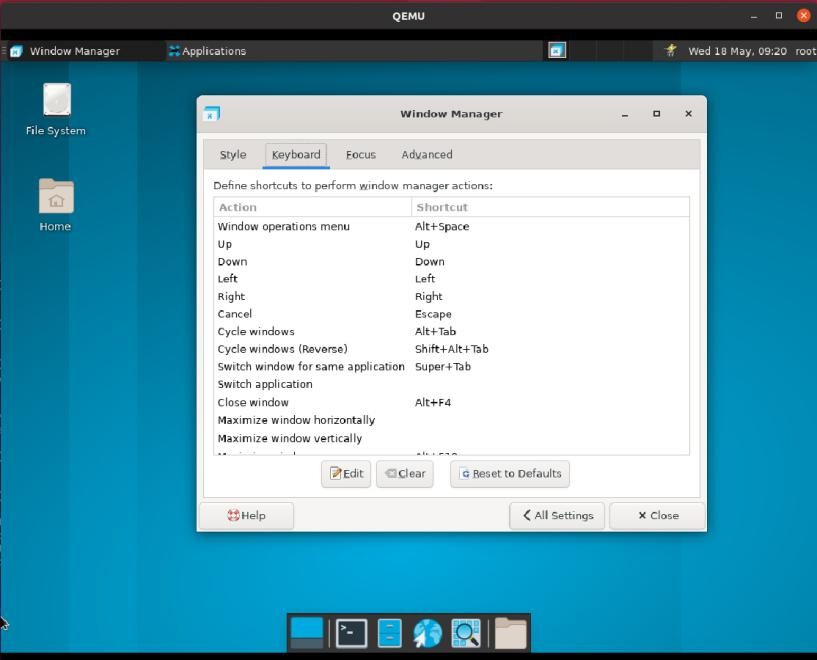 QEMU
Window Manager
Applications
Wed 18 May, 09:20 root
File System
Home
Window Manager
Style Keyboard Focus Advanced
Define shortcuts to perform window manager actions:
Action Shortcut
Window operations menu Alt+Space
Up Up
Down Down
Left Left
Right Right
Cancel Escape
Cycle windows Alt+Tab
Cycle windows (Reverse) Shift+Alt+Tab
Switch window for same application Super+Tab
Switch application
Close window Alt+F4
Maximize window horizontally
Maximize window vertically
Edit Clear Reset to Defaults
Help All Settings Close